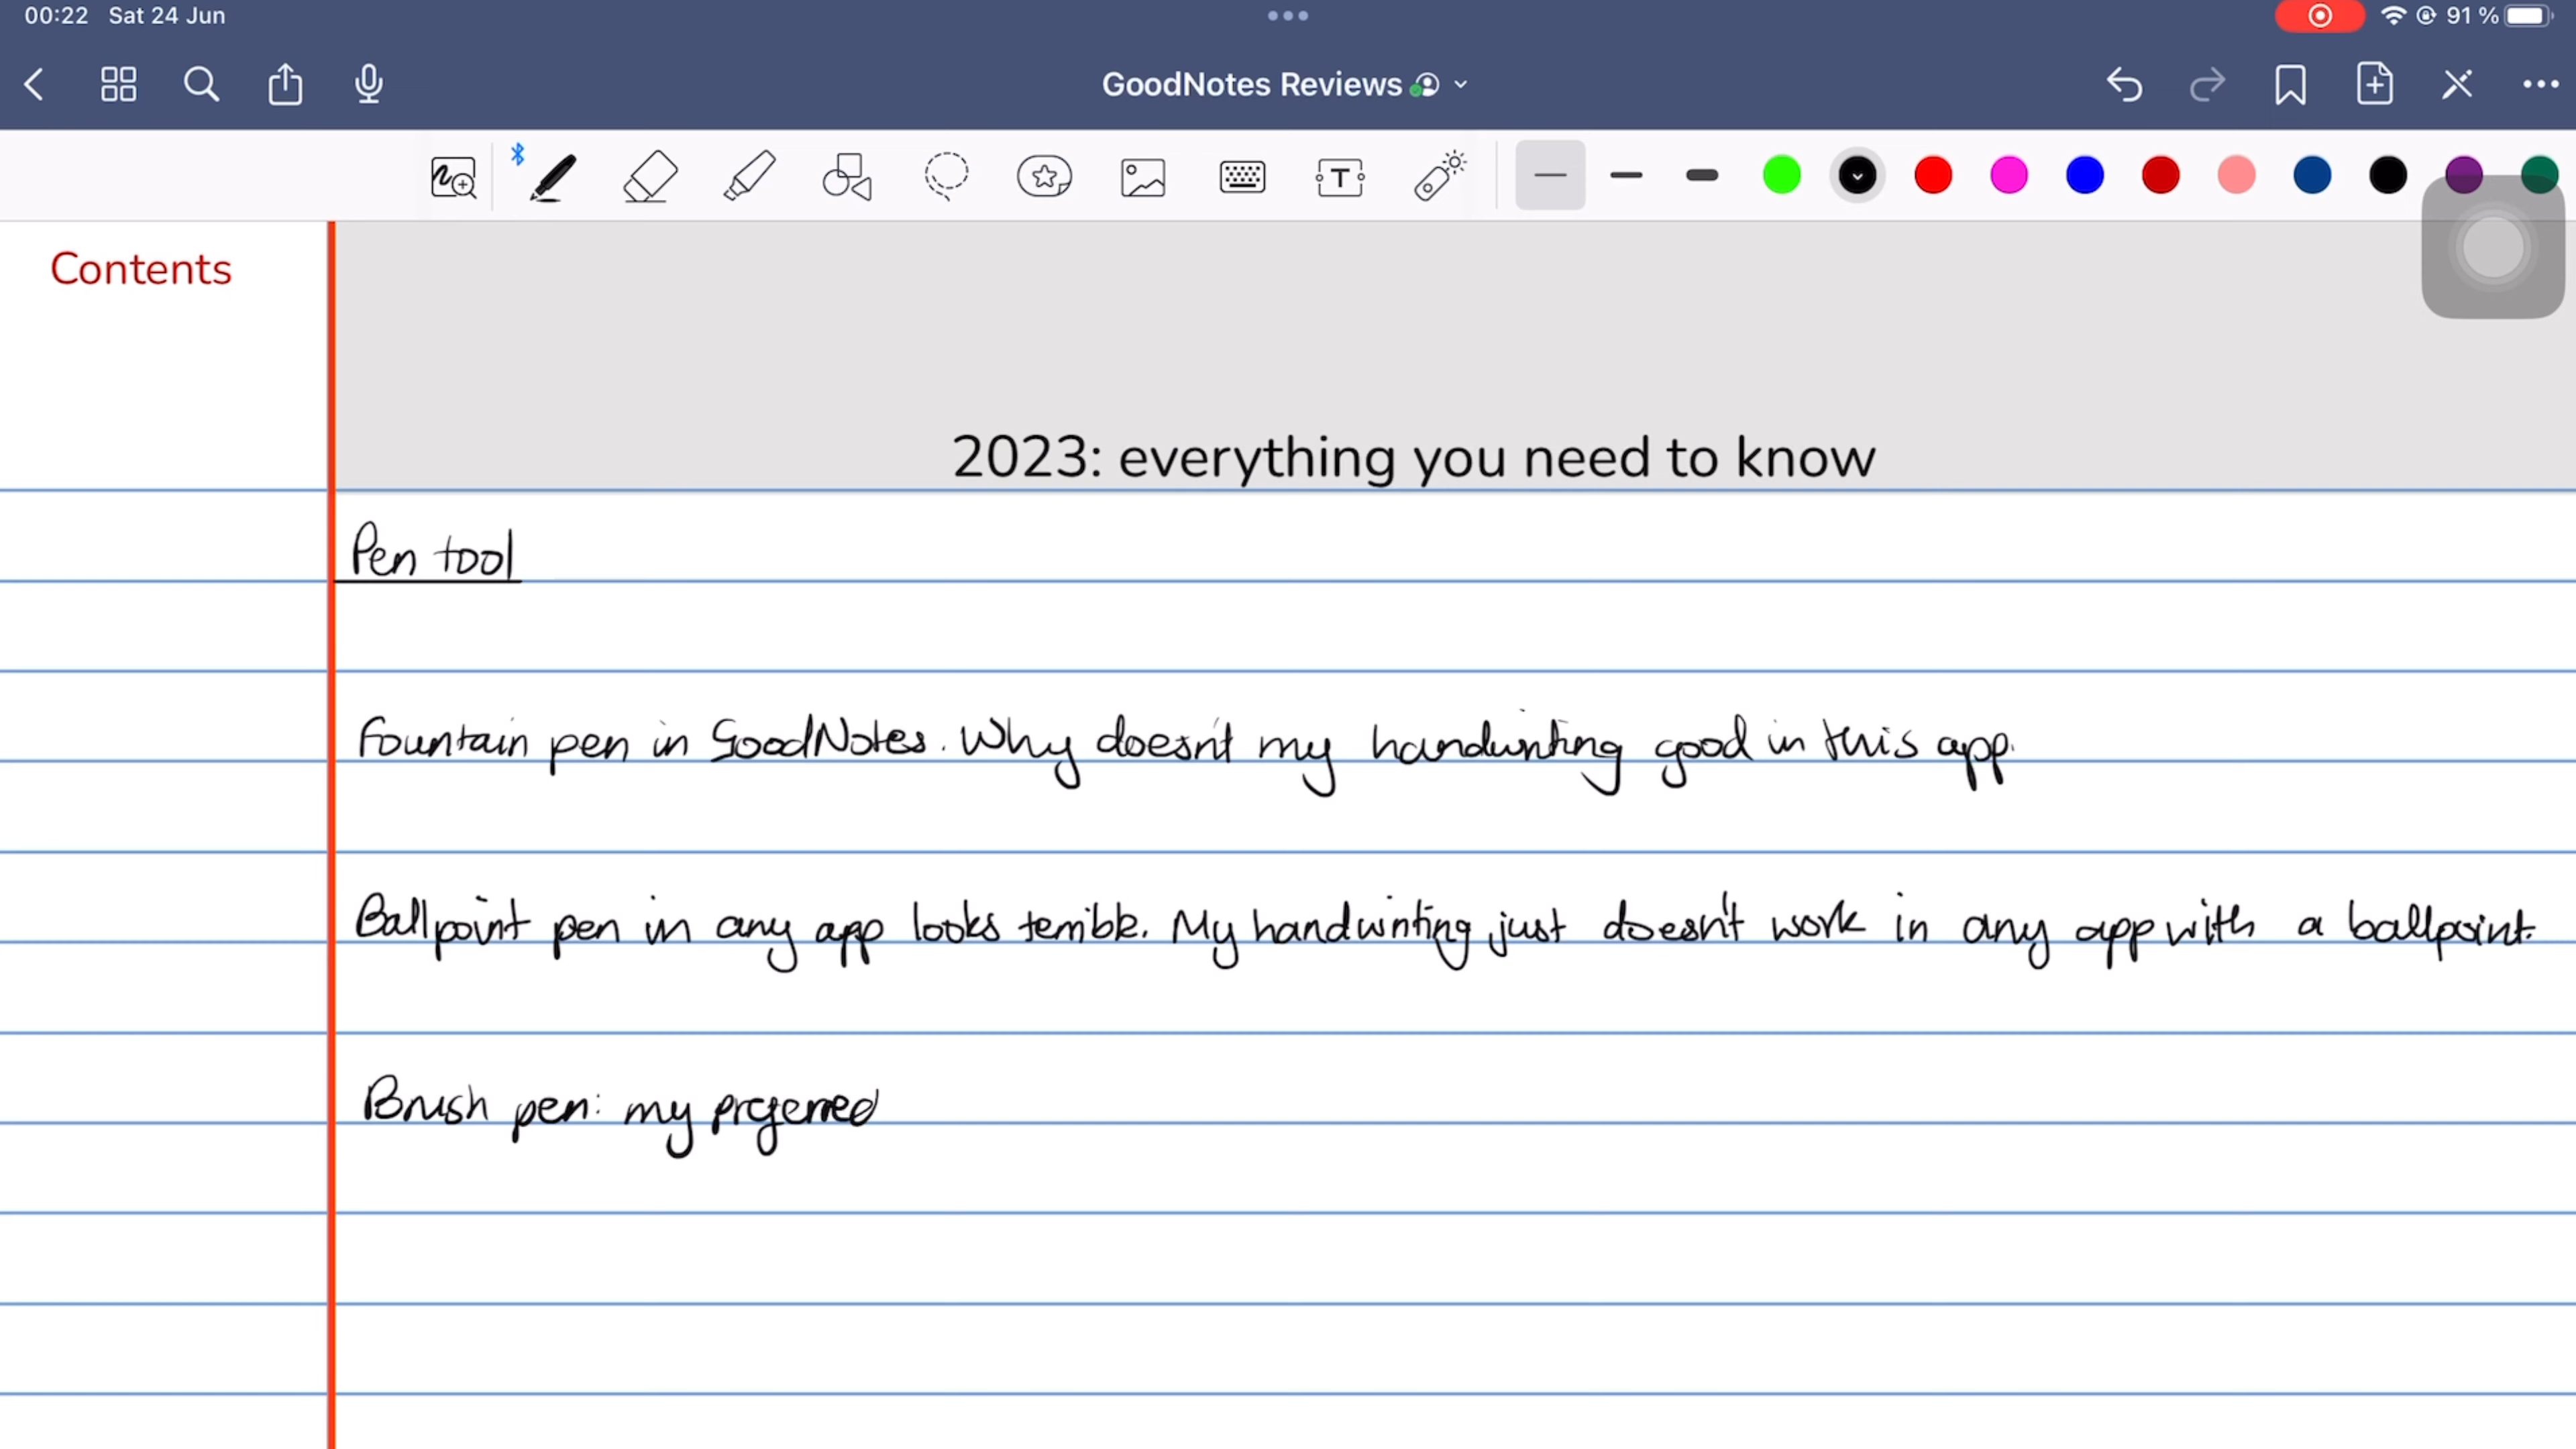 00:22 Sat 24 Jun
91 %
GoodNotes Reviews
T
Contents
2023: everything you need to know
Pen tool
Fountain pen in GoodNotes. Why doesn't my handwriting good in this app.
Ballpoint pen in any app looks terrible. My handwriting just doesn't work in any app with a ballpoint.
Brush pen: my preferred